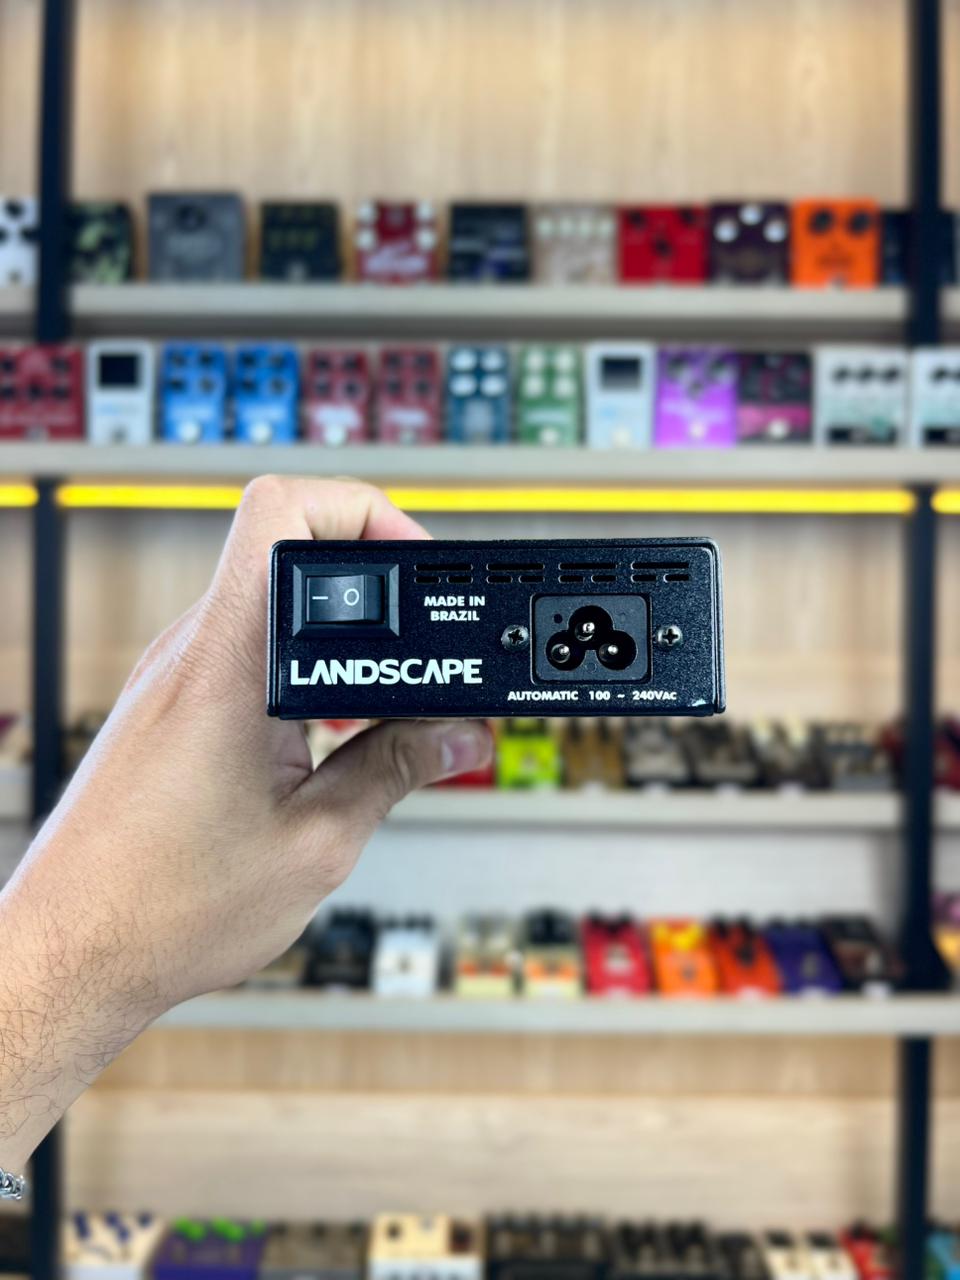 — O
MADE IN
BRAZIL
LANDSCAPE
AUTOMATIC 100 ~ 240VAC